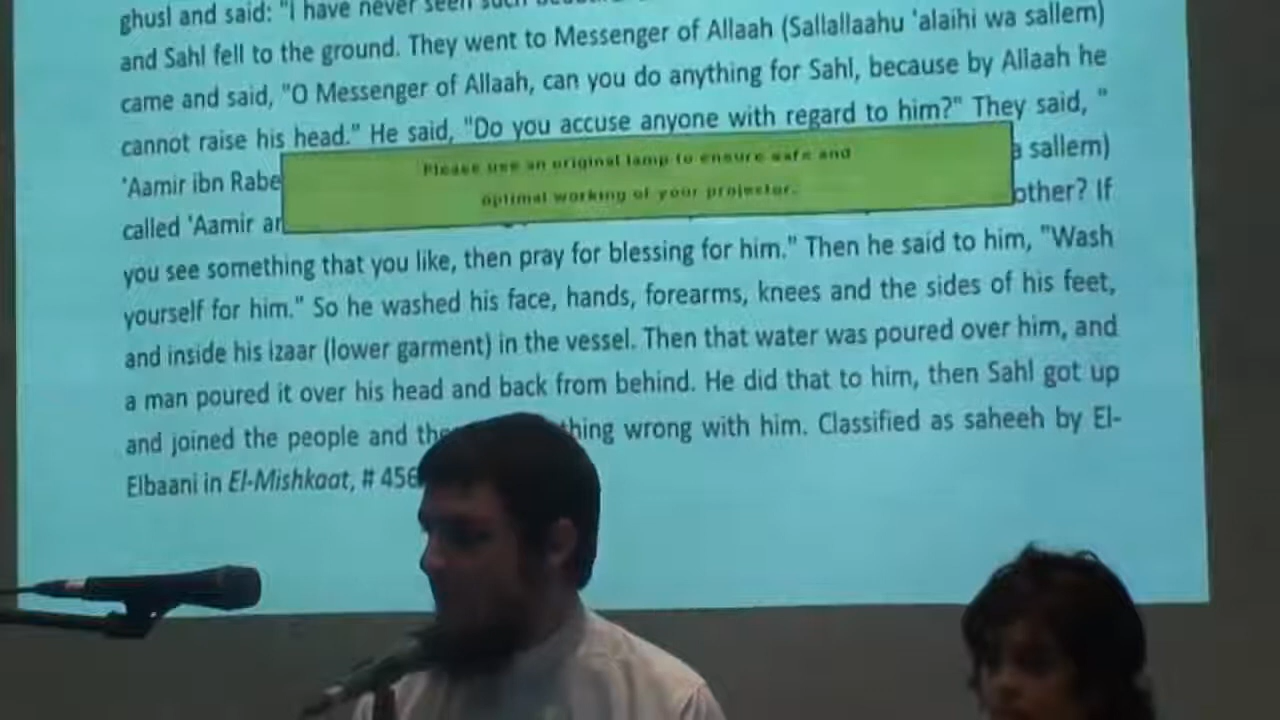 ghusl and said: "I have never seen such
and Sahl fell to the ground. They went to Messenger of Allaah (Sallallaahu 'alaihi wa sallem)
came and said, "O Messenger of Allaah, can you do anything for Sahl, because by Allaah he
cannot raise his head." He said, "Do you accuse anyone with regard to him?" They said, "
'Aamir ibn Rabe
a sallem)
Please use an original lamp to ensure safe and
optimal working of your projector.
called 'Aamir an
other? If
you see something that you like, then pray for blessing for him." Then he said to him, "Wash
yourself for him." So he washed his face, hands, forearms, knees and the sides of his feet,
and inside his izaar (lower garment) in the vessel. Then that water was poured over him, and
a man poured it over his head and back from behind. He did that to him, then Sahl got up
and joined the people and the thing wrong with him. Classified as saheeh by El-
Elbaani in El-Mishkaat, # 456